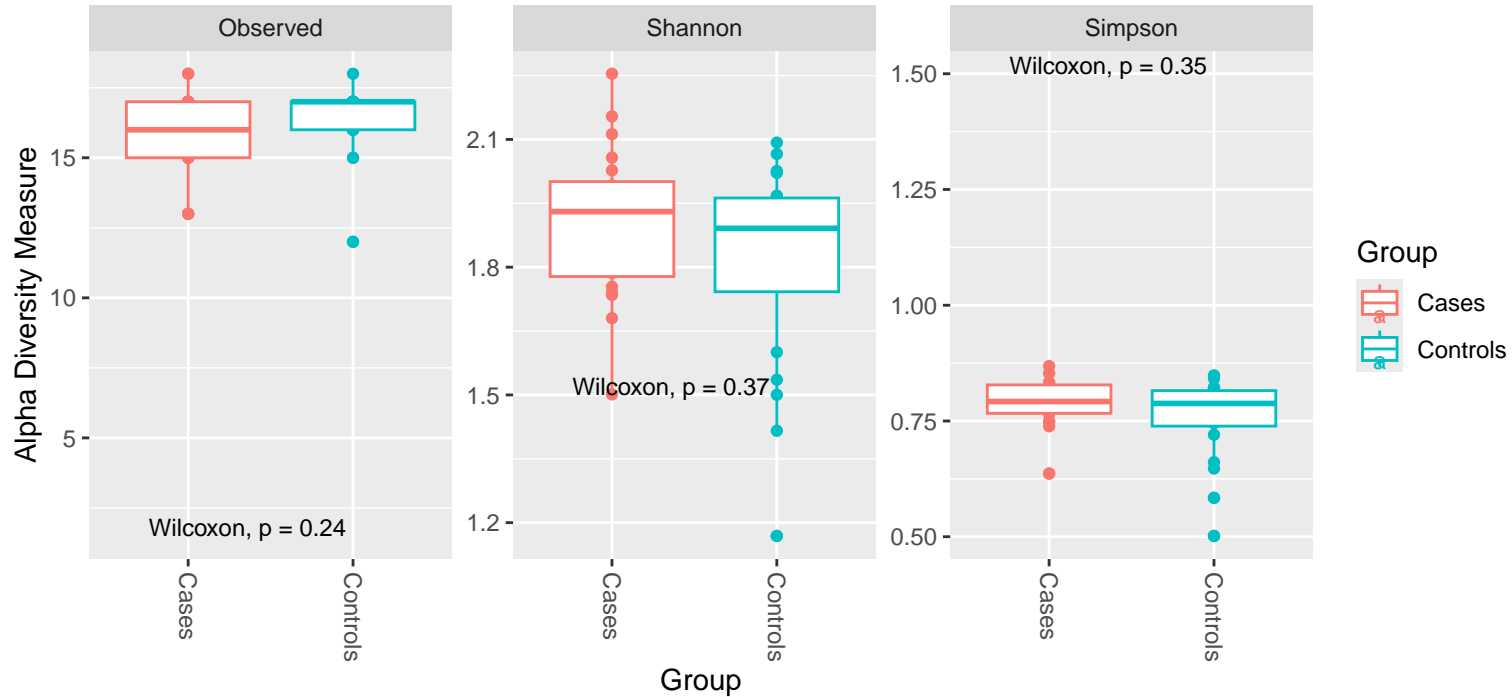 Observed
Shannon
Simpson
Alpha Diversity Measure
15
10
5
Wilcoxon, p = 0.24
Cases
Controls
2.1
1.8
1.5
1.2
Wilcoxon, p = 0.37
Cases
Controls
1.50
1.25
1.00
0.75
0.50
Wilcoxon, p = 0.35
Cases
Controls
Group
Group
a
Cases
a
Controls